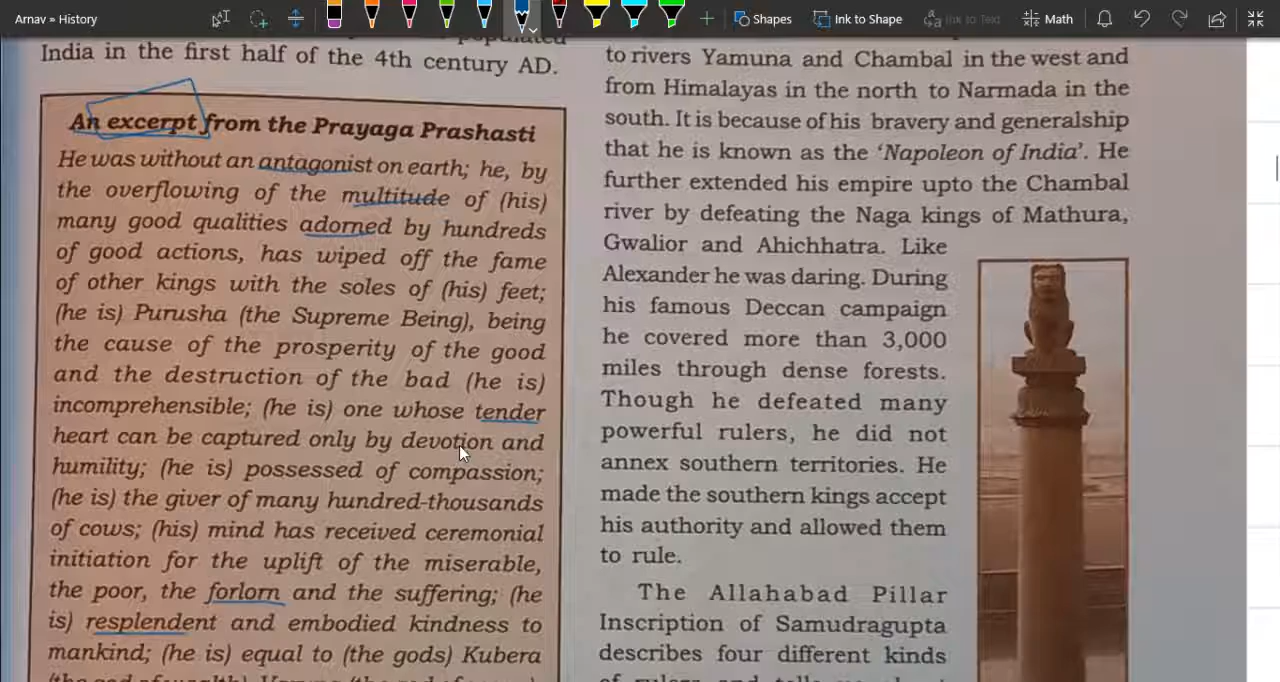 Arnav » History
Shapes
Ink to Shape
Ink to Text
Math
populated
India in the first half of the 4th century AD.
An excerpt from the Prayaga Prashasti
He was without an antagonist on earth; he, by
the overflowing of the multitude of (his)
many good qualities adorned by hundreds
of good actions, has wiped off the fame
of other kings with the soles of (his) feet;
(he is) Purusha (the Supreme Being), being
the cause of the prosperity of the good
and the destruction of the bad (he is)
incomprehensible; (he is) one whose tender
heart can be captured only by devotion and
humility; (he is) possessed of compassion;
(he is) the giver of many hundred-thousands
of cows; (his) mind has received ceremonial
initiation for the uplift of the miserable,
the poor, the forlorn and the suffering; (he
is) resplendent and embodied kindness to
mankind; (he is) equal to (the gods) Kubera
to rivers Yamuna and Chambal in the west and
from Himalayas in the north to Narmada in the
south. It is because of his bravery and generalship
that he is known as the ‘Napoleon of India’. He
further extended his empire upto the Chambal
river by defeating the Naga kings of Mathura,
Gwalior and Ahichhatra. Like
Alexander he was daring. During
his famous Deccan campaign
he covered more than 3,000
miles through dense forests.
Though he defeated many
powerful rulers, he did not
annex southern territories. He
made the southern kings accept
his authority and allowed them
to rule.
The Allahabad Pillar
Inscription of Samudragupta
describes four different kinds